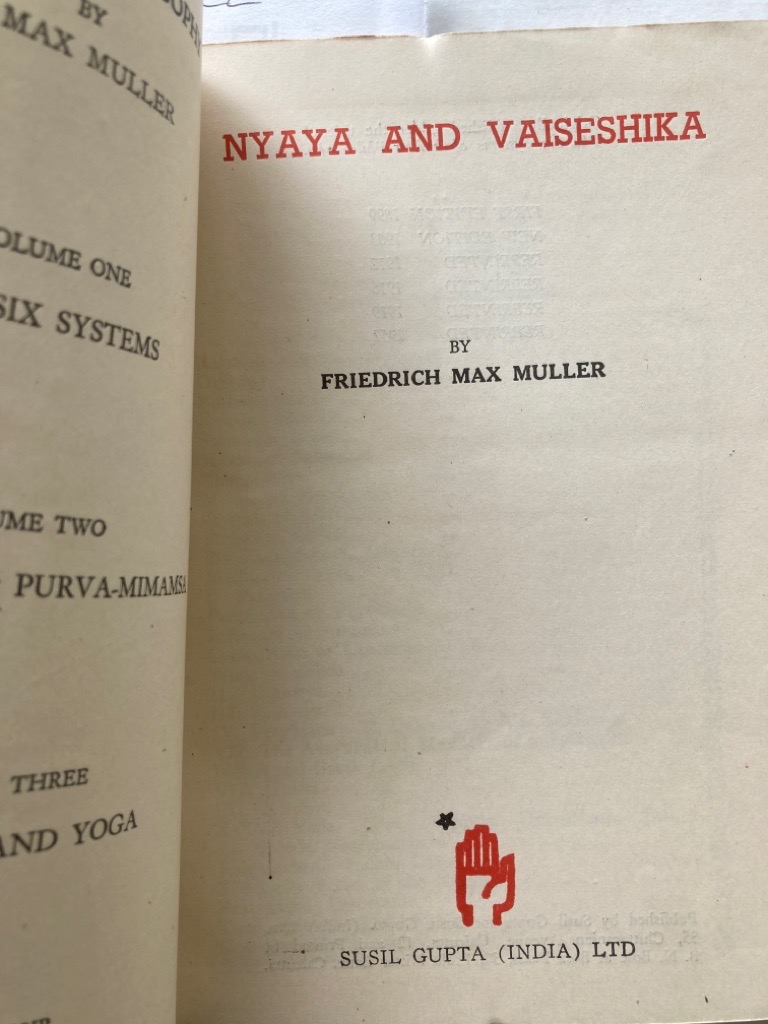 BY
MAX MULLER
OLUME ONE
SIX SYSTEMS
UME TWO
PURVA-MIMAMSA
THREE
AND YOGA
NYAYA AND VAISESHIKA
BY
FRIEDRICH MAX MULLER
SUSIL GUPTA (INDIA) LTD